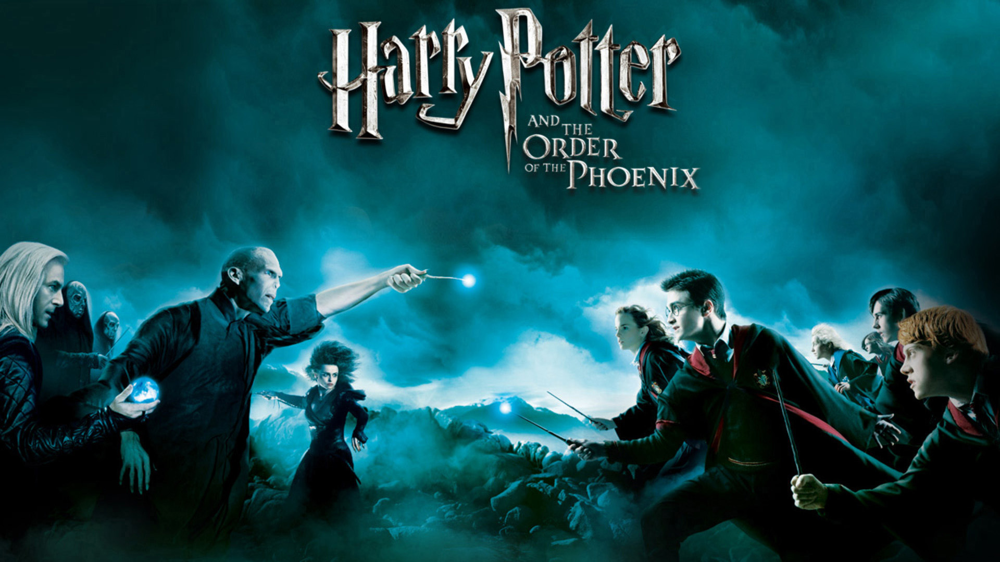 Harry Potter
AND THE
ORDER
OF THE PHOENIX